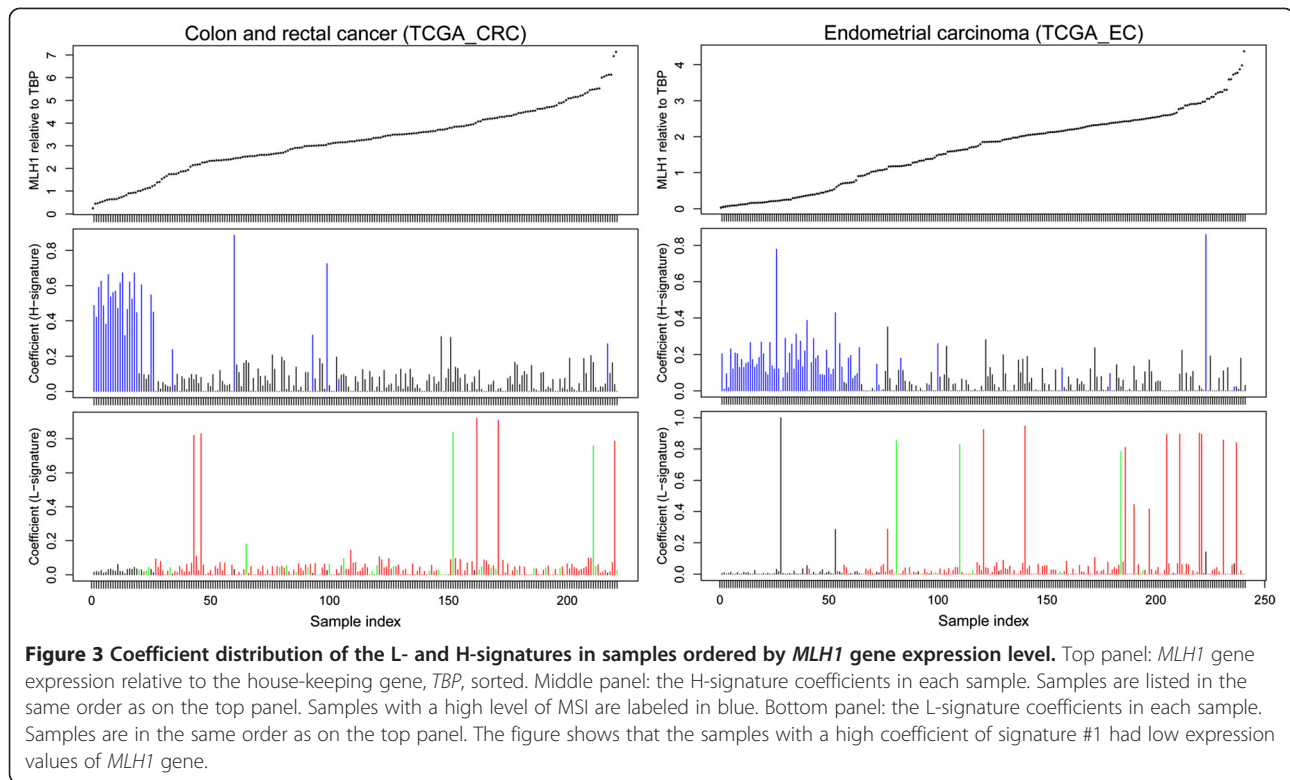 Colon and rectal cancer (TCGA_CRC)
MLH1 relative to TBP
0 1 2 3 4 5 6 7
Coefficient (H-signature)
0.0 0.2 0.4 0.6 0.8
Coefficient (L-signature)
0.0 0.2 0.4 0.6 0.8
0 50 100 150 200
Sample index
Endometrial carcinoma (TCGA_EC)
MLH1 relative to TBP
0 1 2 3 4
Coefficient (H-signature)
0.0 0.2 0.4 0.6 0.8
Coefficient (L-signature)
0.0 0.2 0.4 0.6 0.8 1.0
0 50 100 150 200 250
Sample index
Figure 3 Coefficient distribution of the L- and H-signatures in samples ordered by MLH1 gene expression level. Top panel: MLH1 gene
expression relative to the house-keeping gene, TBP, sorted. Middle panel: the H-signature coefficients in each sample. Samples are listed in the
same order as on the top panel. Samples with a high level of MSI are labeled in blue. Bottom panel: the L-signature coefficients in each sample.
Samples are in the same order as on the top panel. The figure shows that the samples with a high coefficient of signature #1 had low expression
values of MLH1 gene.